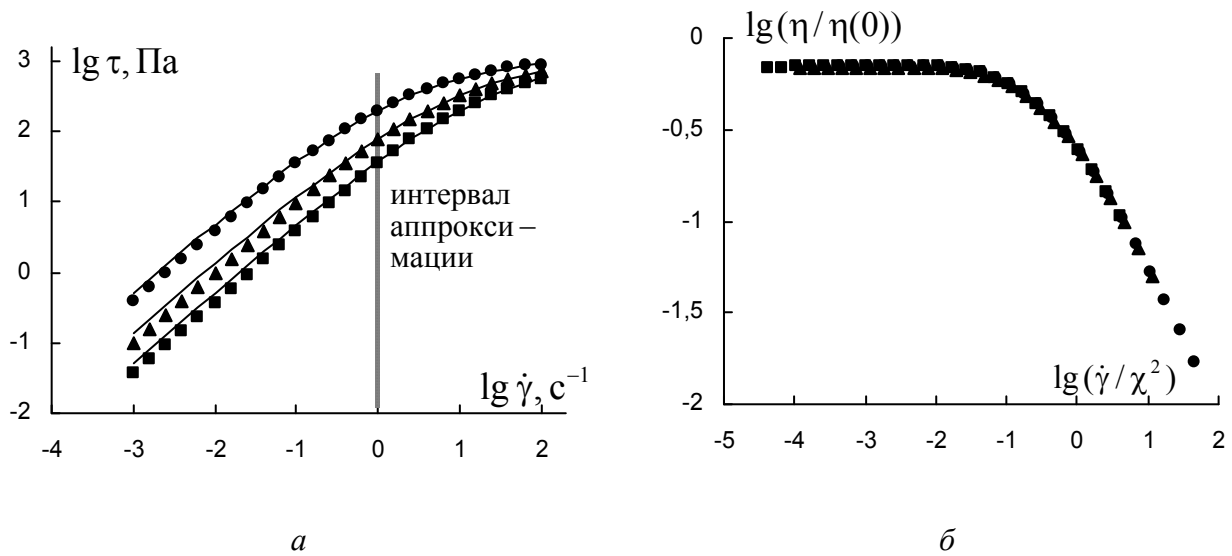 lg τ, Па
3
2
1
0
-1
-2
интервал
аппрокси –
мации
lg γ̇, с⁻¹
-3 -2 -1 0 1 2
а
lg (η / η(0))
0
-0,5
-1
-1,5
-2
lg (γ̇ / χ²)
-5 -4 -3 -2 -1 0 1 2
б